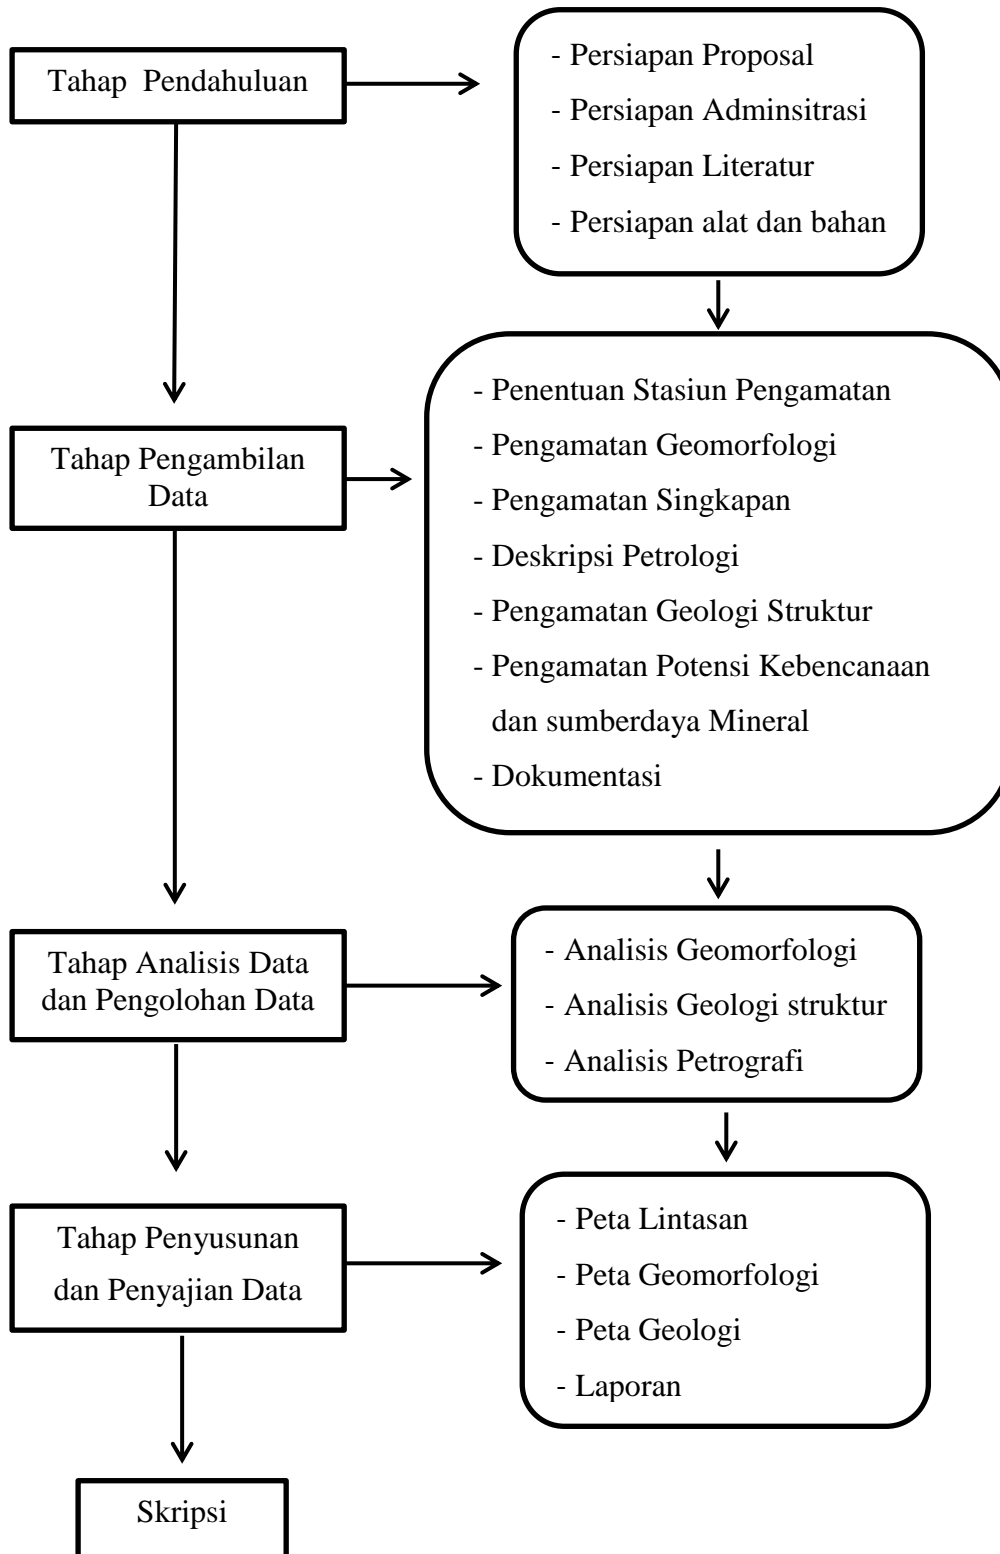 Tahap  Pendahuluan
- Persiapan Proposal
- Persiapan Adminsitrasi
- Persiapan Literatur
- Persiapan alat dan bahan
Tahap Pengambilan
Data
- Penentuan Stasiun Pengamatan
- Pengamatan Geomorfologi
- Pengamatan Singkapan
- Deskripsi Petrologi
- Pengamatan Geologi Struktur
- Pengamatan Potensi Kebencanaan
dan sumberdaya Mineral
- Dokumentasi
Tahap Analisis Data
dan Pengolohan Data
- Analisis Geomorfologi
- Analisis Geologi struktur
- Analisis Petrografi
Tahap Penyusunan
dan Penyajian Data
- Peta Lintasan
- Peta Geomorfologi
- Peta Geologi
- Laporan
Skripsi